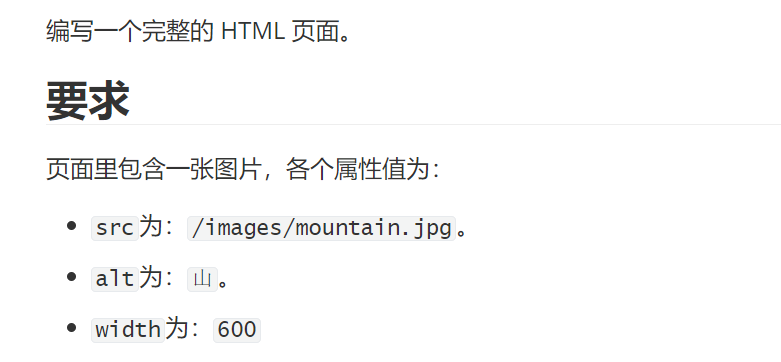 编写一个完整的 HTML 页面。
要求
页面里包含一张图片，各个属性值为：
src为：/images/mountain.jpg。
alt为：山。
width为：600